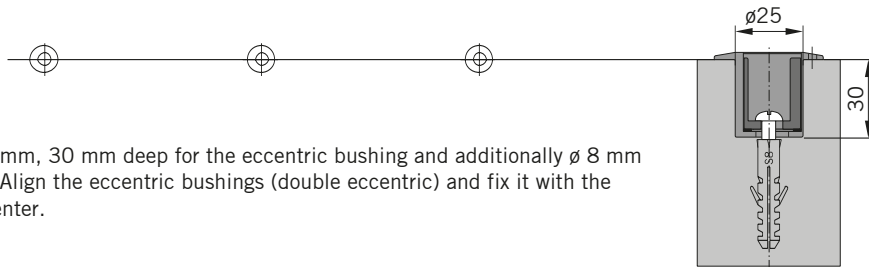 ø25
30
S8
mm, 30 mm deep for the eccentric bushing and additionally ø 8 mm
Align the eccentric bushings (double eccentric) and fix it with the
enter.